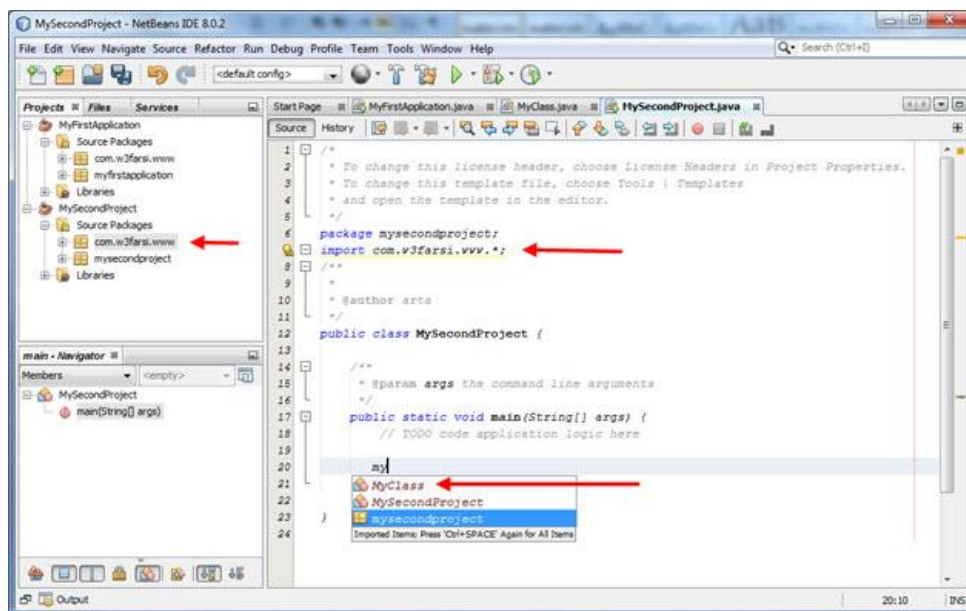 MySecondProject - NetBeans IDE 8.0.2
File Edit View Navigate Source Refactor Run Debug Profile Team Tools Window Help
Search (Ctrl+I)
<default config>
Projects Files Services
MyFirstApplication
Source Packages
com.w3farsi.www
myfirstapplication
Libraries
MySecondProject
Source Packages
com.w3farsi.www
mysecondproject
Libraries
main - Navigator
Members <empty>
MySecondProject
main(String[] args)
Start Page MyFirstApplication.java MyClass.java MySecondProject.java
Source History
1 /*
2 * To change this license header, choose License Headers in Project Properties.
3 * To change this template file, choose Tools | Templates
4 * and open the template in the editor.
5 */
6 package mysecondproject;
import com.w3farsi.www.*;
8 /**
9 *
10 * @author arta
11 */
12 public class MySecondProject {
13
14 /**
15 * @param args the command line arguments
16 */
17 public static void main(String[] args) {
18 // TODO code application logic here
19
20 my
21 MyClass
22 MySecondProject
23 } mysecondproject
24 Imported Items; Press 'Ctrl+SPACE' Again for All Items
Output
20:10 INS